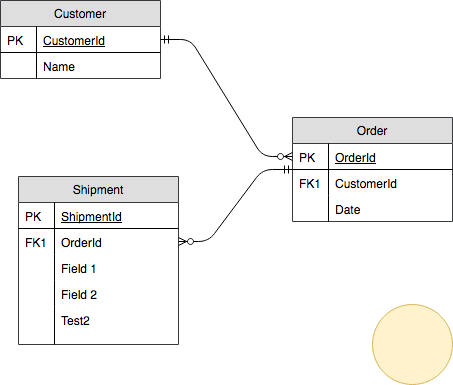 Customer
PK CustomerId
Name
Order
PK OrderId
FK1 CustomerId
Date
Shipment
PK ShipmentId
FK1 OrderId
Field 1
Field 2
Test2